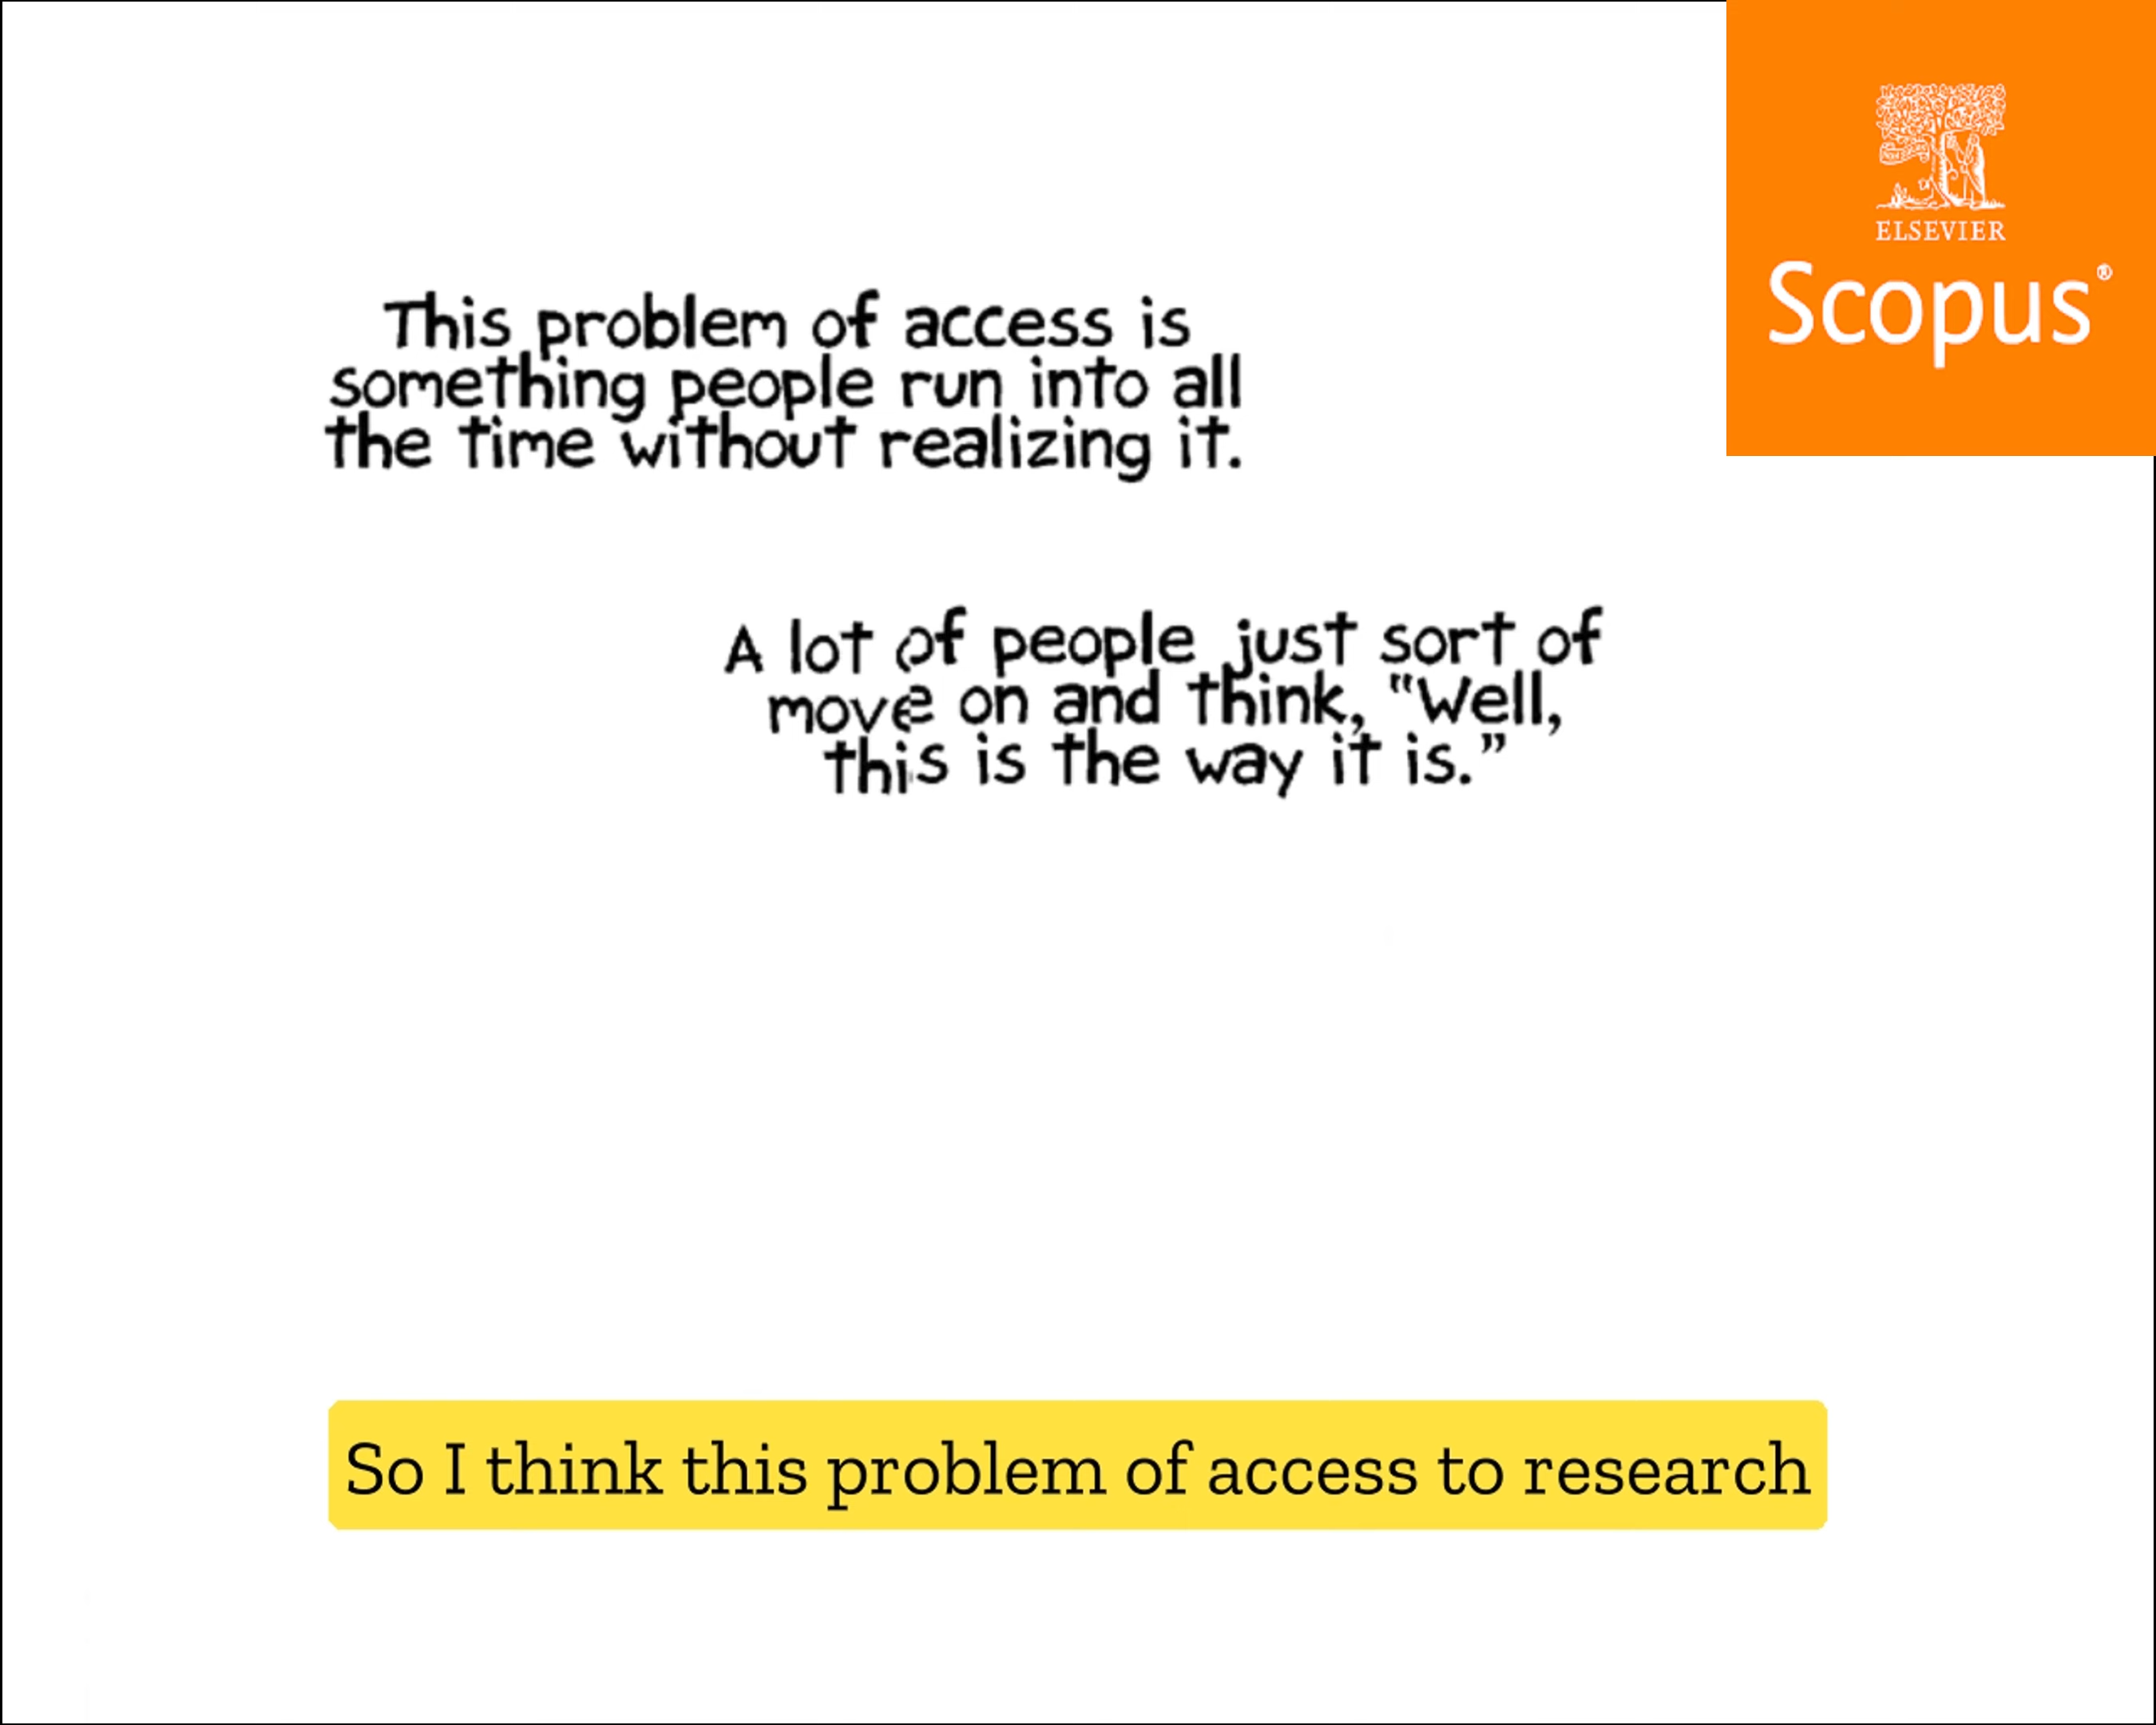 ELSEVIER
Scopus®
This problem of access is
something people run into all
the time without realizing it.
A lot of people just sort of
move on and think, “Well,
this is the way it is.”
So I think this problem of access to research